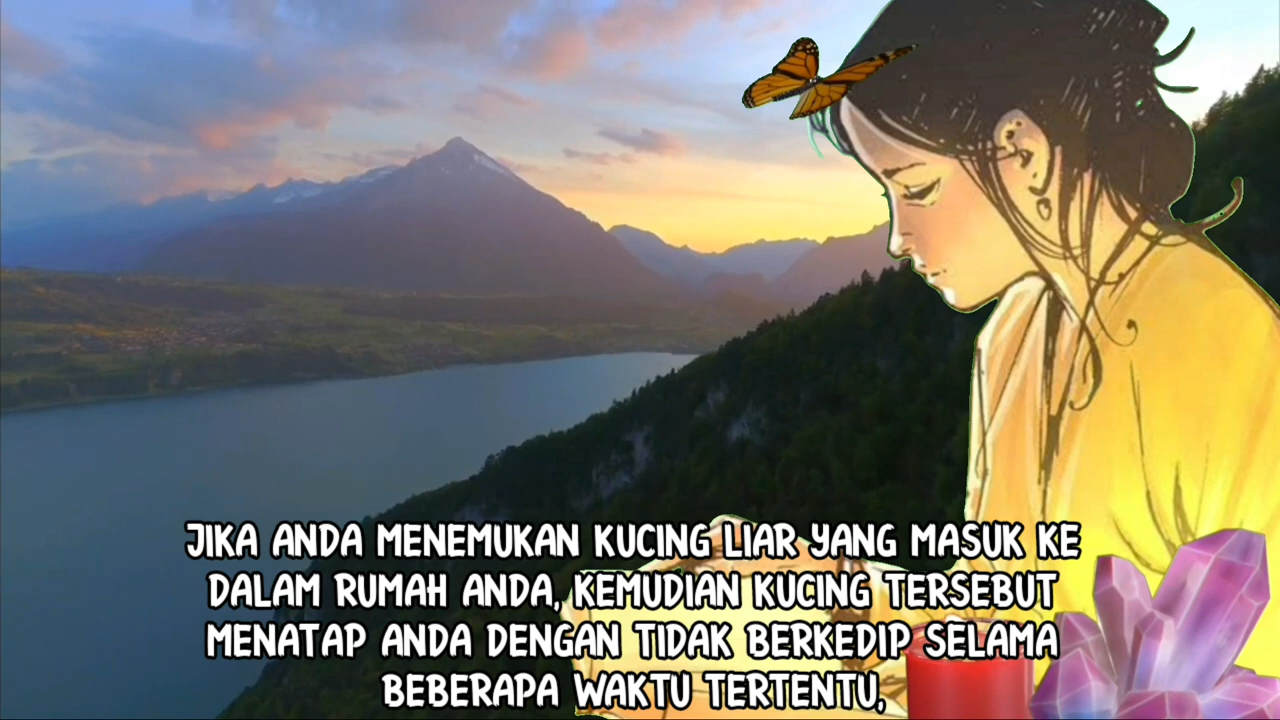 JIKA ANDA MENEMUKAN KUCING LIAR YANG MASUK KE
DALAM RUMAH ANDA, KEMUDIAN KUCING TERSEBUT
MENATAP ANDA DENGAN TIDAK BERKEDIP SELAMA
BEBERAPA WAKTU TERTENTU,